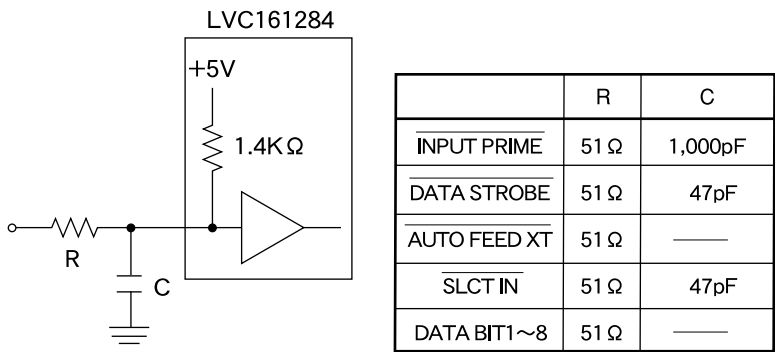 LVC161284
+5V
1.4KΩ
R
C
R C
INPUT PRIME 51Ω 1,000pF
DATA STROBE 51Ω 47pF
AUTO FEED XT 51Ω ——
SLCT IN 51Ω 47pF
DATA BIT1～8 51Ω ——